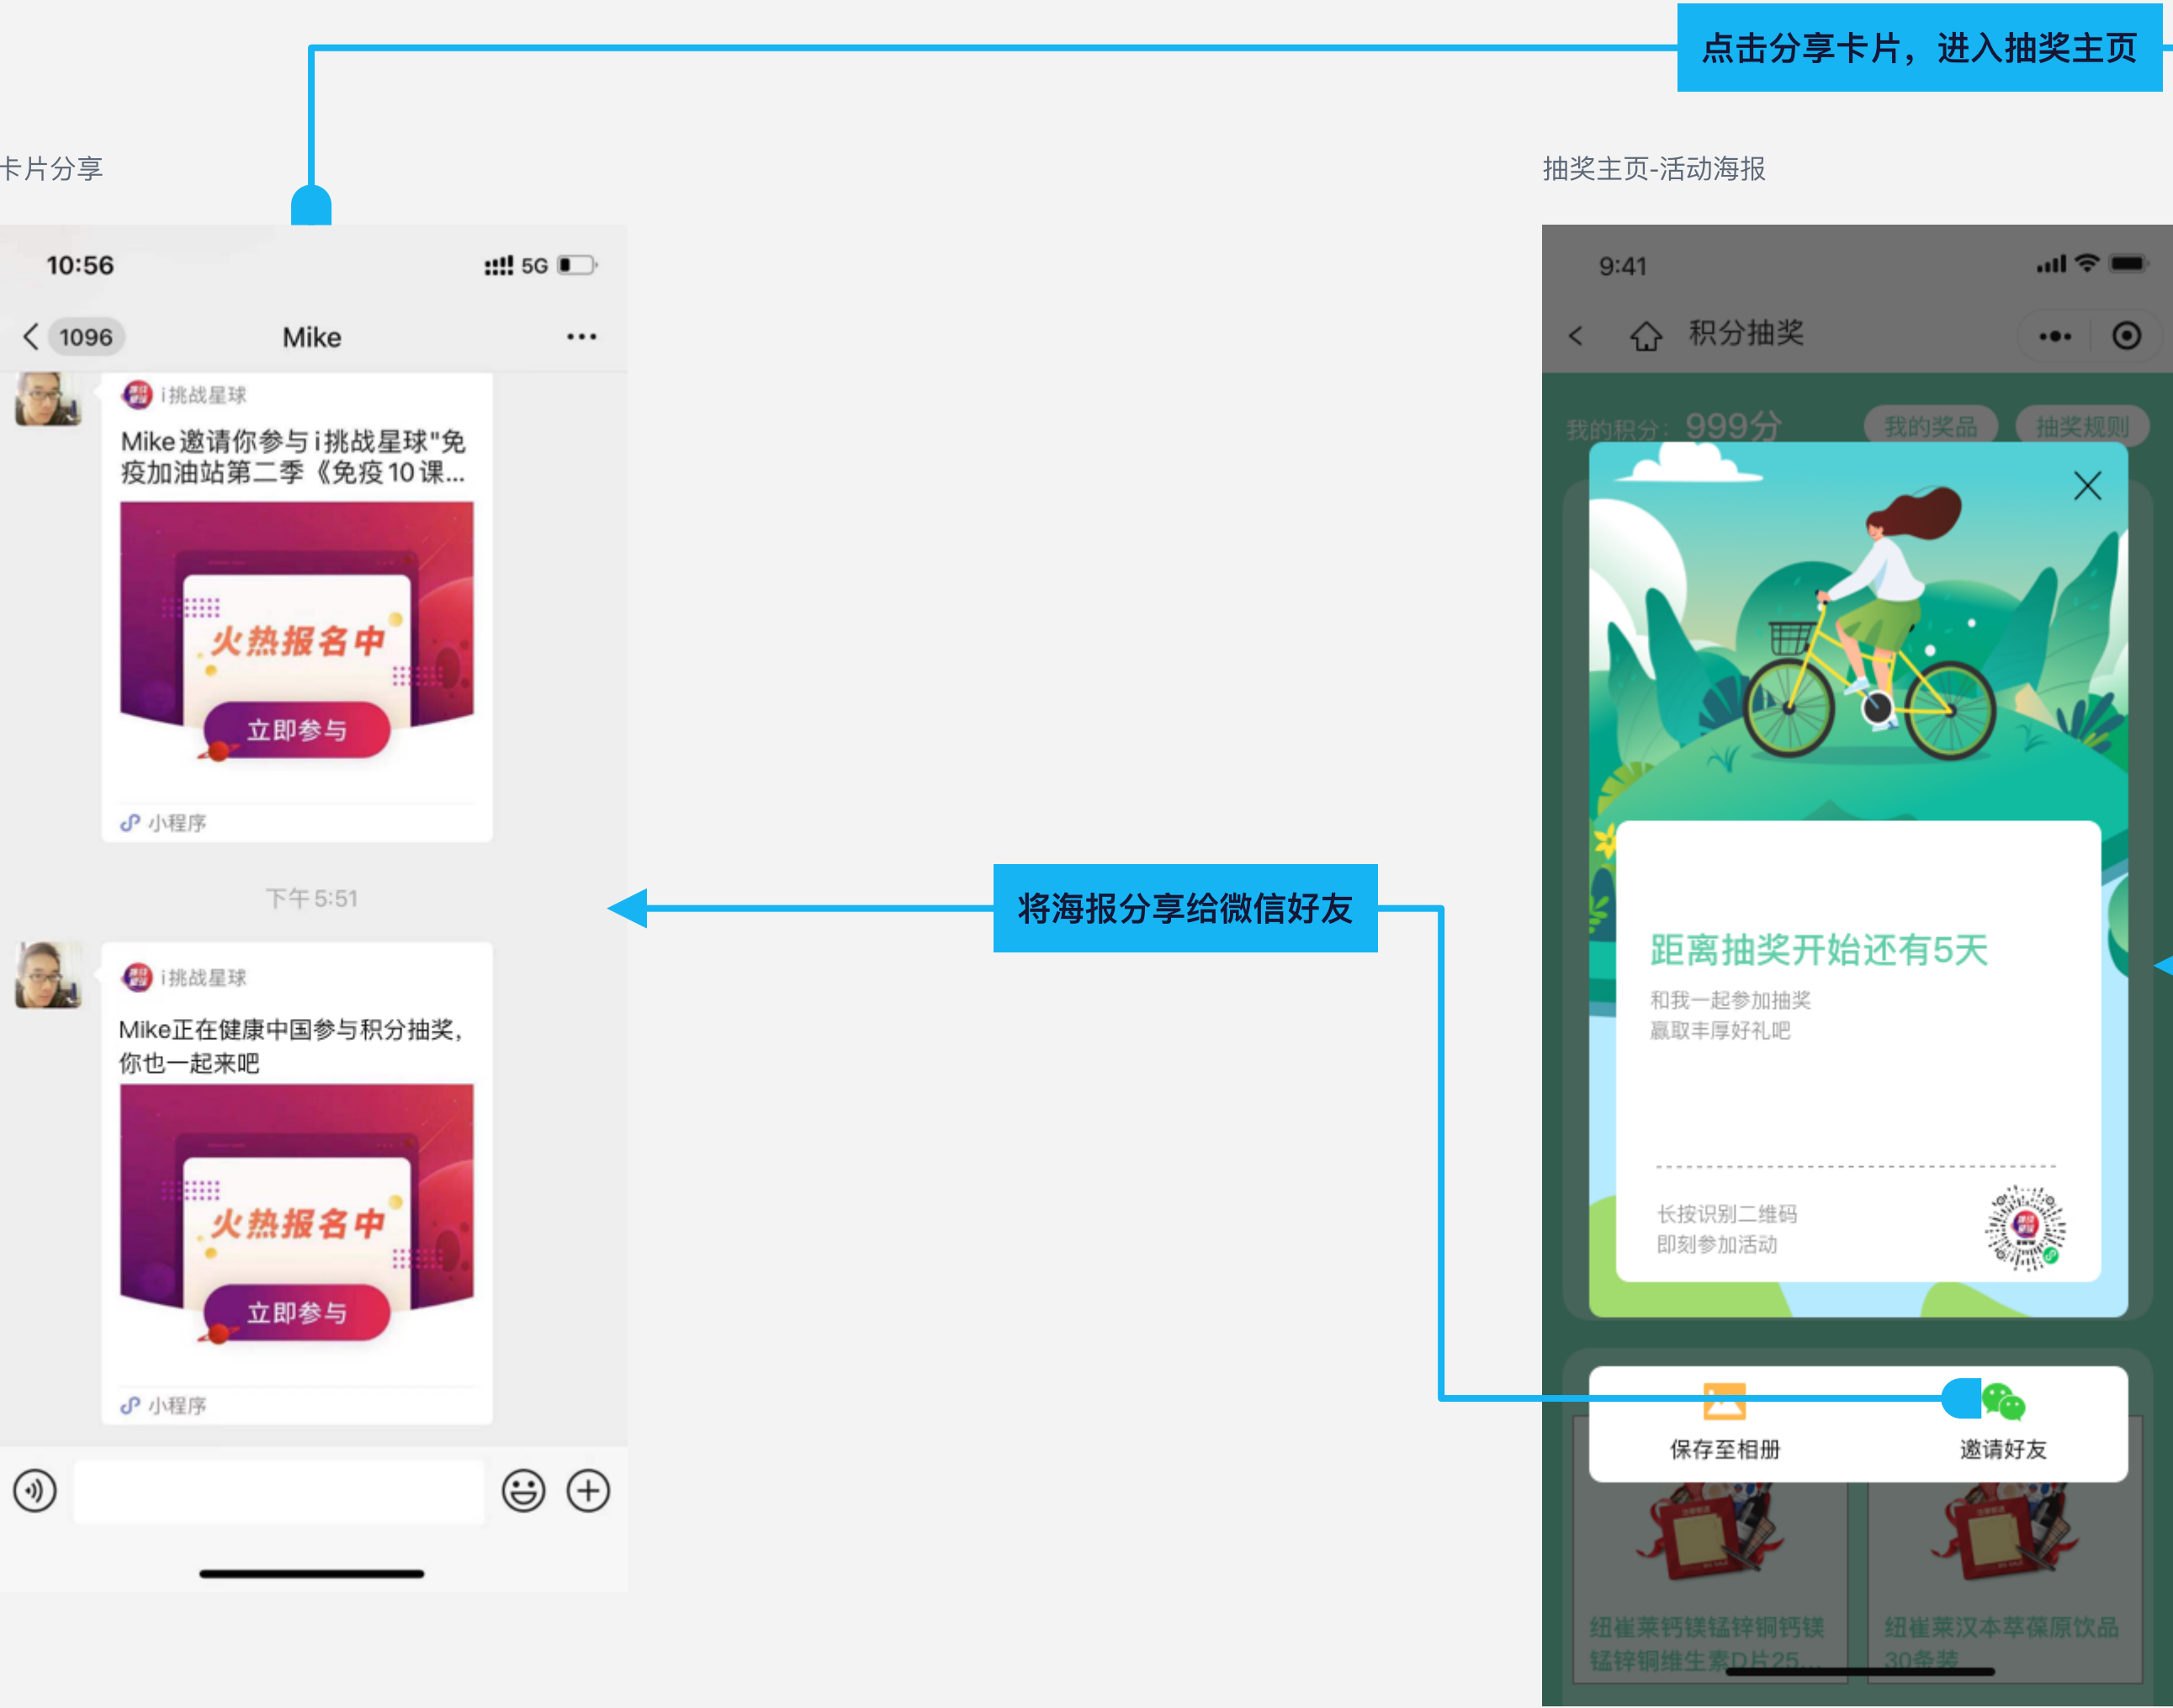 点击分享卡片，进入抽奖主页
卡片分享
10:56
5G
1096
Mike
i挑战星球
Mike邀请你参与i挑战星球"免
疫加油站第二季《免疫10课...
火热报名中
立即参与
小程序
下午5:51
i挑战星球
Mike正在健康中国参与积分抽奖，
你也一起来吧
火热报名中
立即参与
小程序
将海报分享给微信好友
抽奖主页-活动海报
9:41
积分抽奖
我的积分：999分
我的奖品
抽奖规则
距离抽奖开始还有5天
和我一起参加抽奖
赢取丰厚好礼吧
长按识别二维码
即刻参加活动
保存至相册
邀请好友
纽崔莱钙镁锰锌铜钙镁
锰锌铜维生素D片25...
纽崔莱汉本萃葆原饮品
30条装